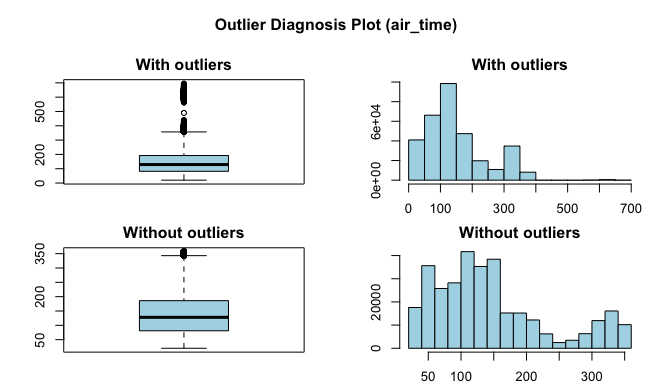 Outlier Diagnosis Plot (air_time)
With outliers
0 200 500
With outliers
0e+00 6e+04
0 100 300 500 700
Without outliers
50 200 350
Without outliers
0 20000
50 100 200 300